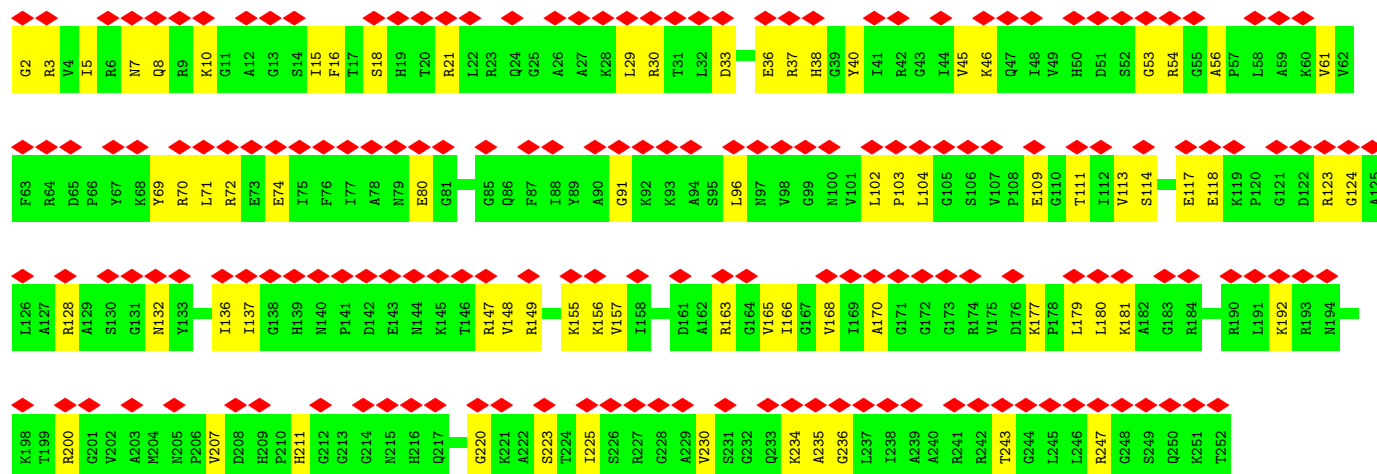 G2 R3 V4 I5 R6 N7 Q8 R9 K10 G11 A12 G13 S14 I15 F16 T17 S18 H19 T20 R21 L22 R23 Q24 G25 A26 A27 K28 L29 R30 T31 L32 D33 E36 R37 H38 G39 Y40 I41 R42 G43 I44 V45 K46 Q47 I48 V49 H50 D51 S52 G53 R54 G55 A56 P57 L58 A59 K60 V61 V62
F63 R64 D65 P66 Y67 K68 Y69 R70 L71 R72 E73 E74 I75 F76 I77 A78 N79 E80 G81 G85 Q86 F87 I88 Y89 A90 G91 K92 K93 A94 S95 L96 N97 V98 G99 N100 V101 L102 P103 L104 G105 S106 V107 P108 E109 G110 T111 I112 V113 S114 E117 E118 K119 P120 G121 D122 R123 G124 A125
L126 A127 R128 A129 S130 G131 N132 Y133 I136 I137 G138 H139 N140 P141 D142 E143 N144 K145 T146 R147 V148 R149 K155 K156 V157 I158 D161 A162 R163 G164 V165 I166 G167 V168 I169 A170 G171 G172 G173 R174 V175 D176 K177 P178 L179 L180 K181 A182 G183 R184 R190 L191 K192 R193 N194
K198 T199 R200 G201 V202 A203 M204 N205 P206 V207 D208 H209 P210 H211 G212 G213 G214 N215 H216 Q217 G220 K221 A222 S223 T224 I225 S226 R227 G228 A229 V230 S231 G232 Q233 K234 A235 G236 L237 I238 A239 A240 R241 R242 T243 G244 L245 L246 R247 G248 S249 Q250 K251 T252